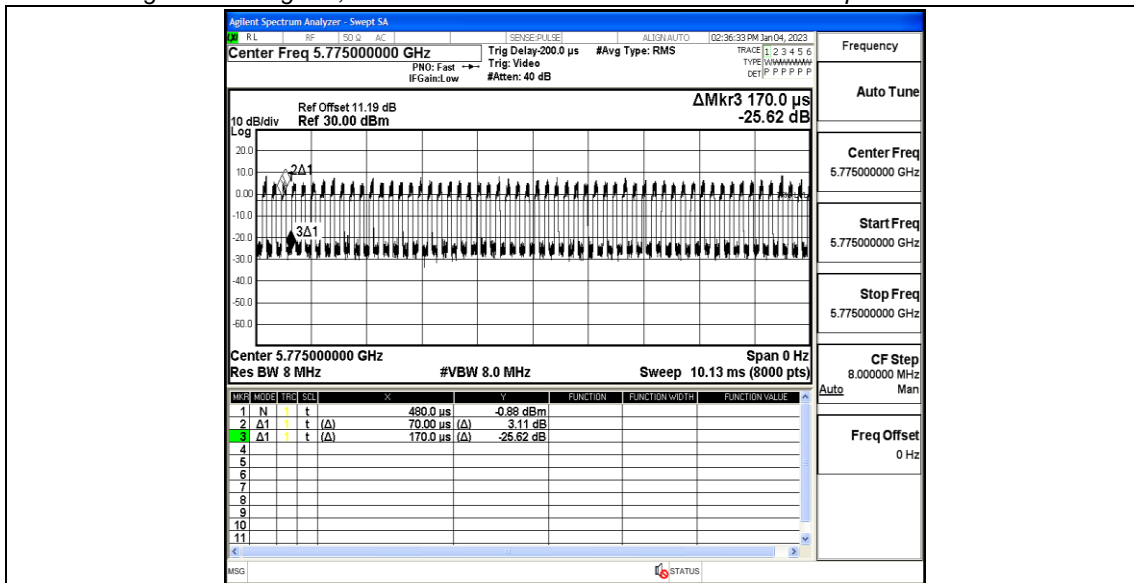 Agilent Spectrum Analyzer - Swept SA
RL RF 50 Ω AC SENSE:PULSE ALIGN AUTO 02:36:33 PM Jan 04, 2023
Center Freq 5.775000000 GHz
PNO: Fast
IFGain:Low
Trig Delay-200.0 µs
Trig: Video
#Atten: 40 dB
#Avg Type: RMS
TRACE 1 2 3 4 5 6
TYPE
DET P P P P P P
Frequency
Auto Tune
Center Freq
5.775000000 GHz
Start Freq
5.775000000 GHz
Stop Freq
5.775000000 GHz
CF Step
8.000000 MHz
Auto Man
Freq Offset
0 Hz
ΔMkr3 170.0 µs
-25.62 dB
Ref Offset 11.19 dB
10 dB/div Ref 30.00 dBm
Log
20.0
10.0
0.00
-10.0
-20.0
-30.0
-40.0
-50.0
-60.0
2Δ1
3Δ1
Center 5.775000000 GHz Span 0 Hz
Res BW 8 MHz #VBW 8.0 MHz Sweep 10.13 ms (8000 pts)
MKR MODE TRC SCL X Y FUNCTION FUNCTION WIDTH FUNCTION VALUE
1 N 1 t 480.0 µs -0.88 dBm
2 Δ1 1 t (Δ) 70.00 µs (Δ) 3.11 dB
3 Δ1 1 t (Δ) 170.0 µs (Δ) -25.62 dB
4
5
6
7
8
9
10
11
MSG STATUS